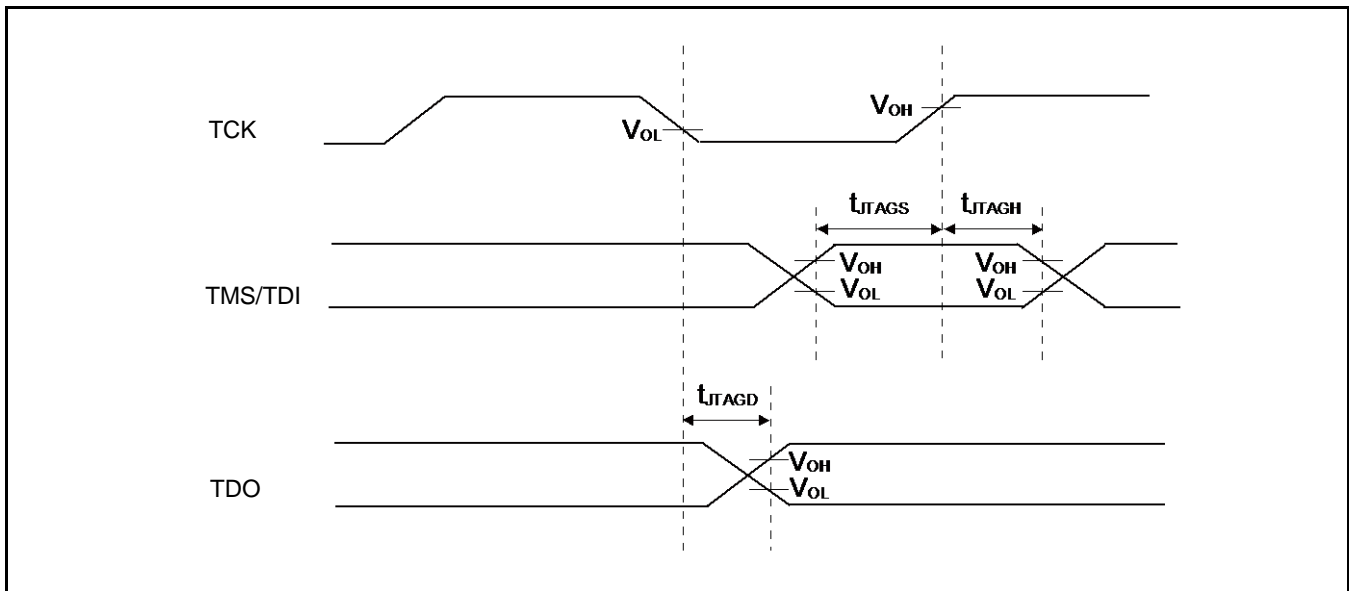 TCK
VOL
VOH
tJTAGS
tJTAGH
TMS/TDI
VOH
VOH
VOL
VOL
tJTAGD
TDO
VOH
VOL